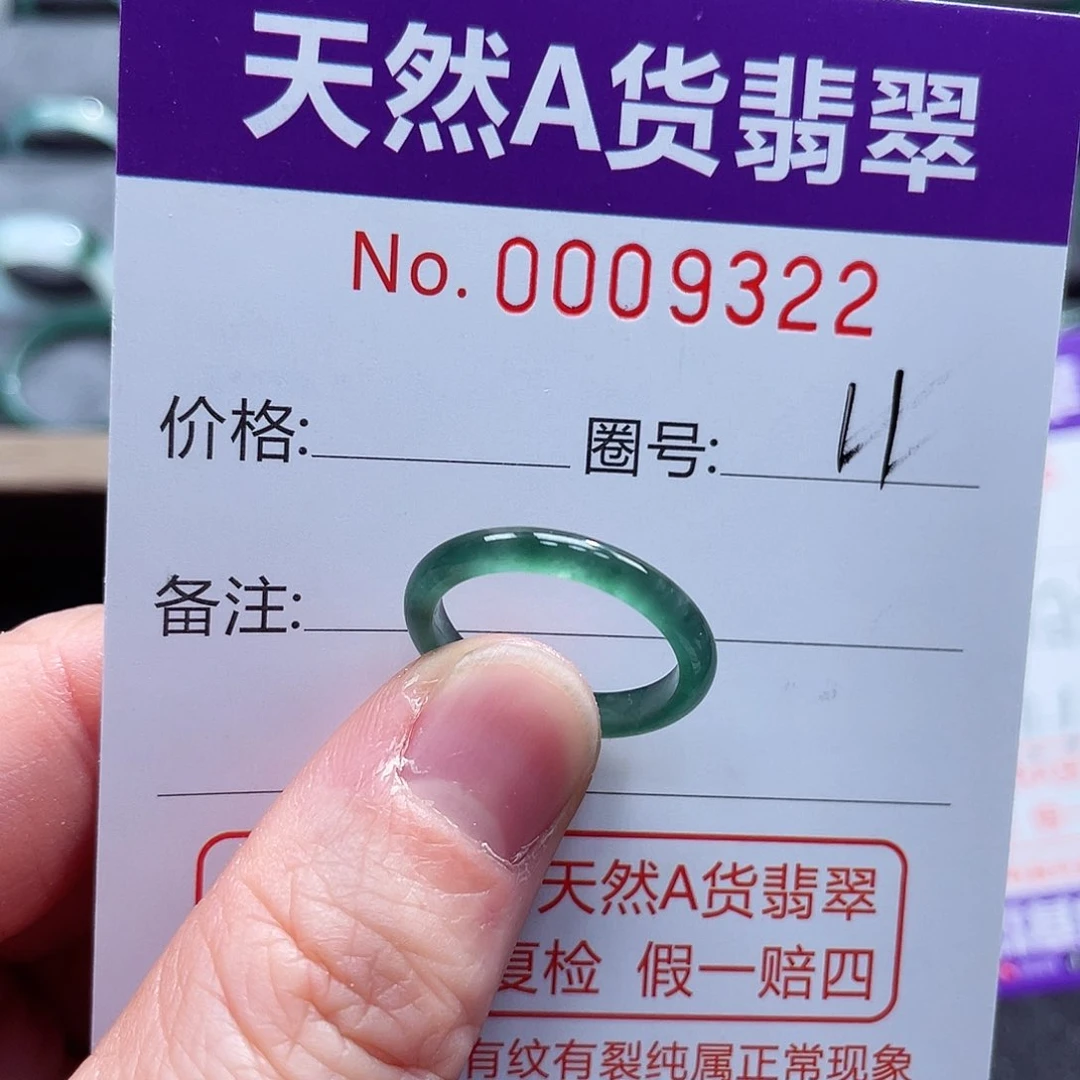 天然A货翡翠
No. 0009322
价格: 圈号: 11
备注:
天然A货翡翠
复检 假一赔四
有纹有裂纯属正常现象